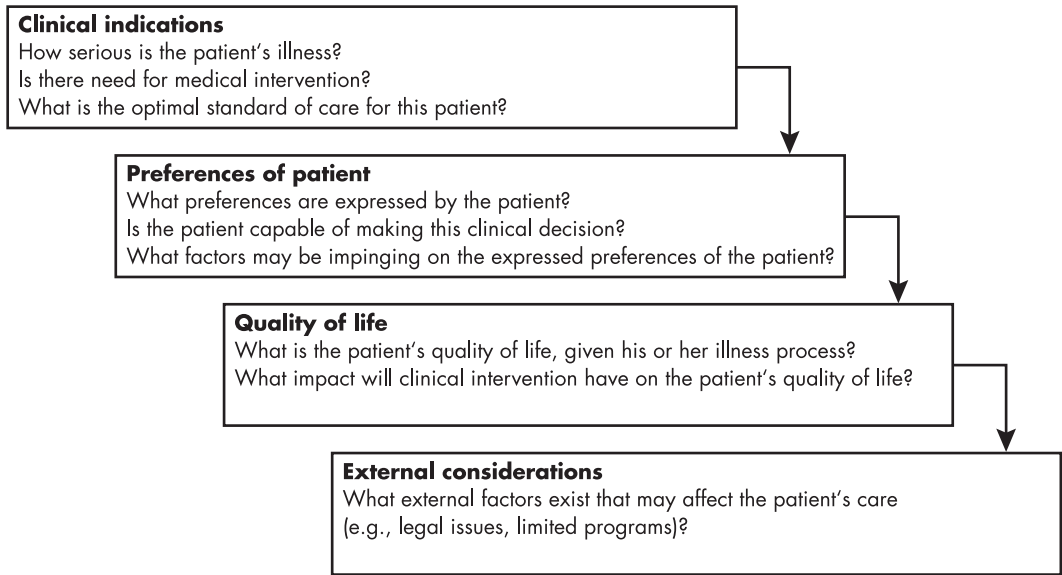 Clinical indications
How serious is the patient's illness?
Is there need for medical intervention?
What is the optimal standard of care for this patient?
Preferences of patient
What preferences are expressed by the patient?
Is the patient capable of making this clinical decision?
What factors may be impinging on the expressed preferences of the patient?
Quality of life
What is the patient's quality of life, given his or her illness process?
What impact will clinical intervention have on the patient's quality of life?
External considerations
What external factors exist that may affect the patient's care
(e.g., legal issues, limited programs)?